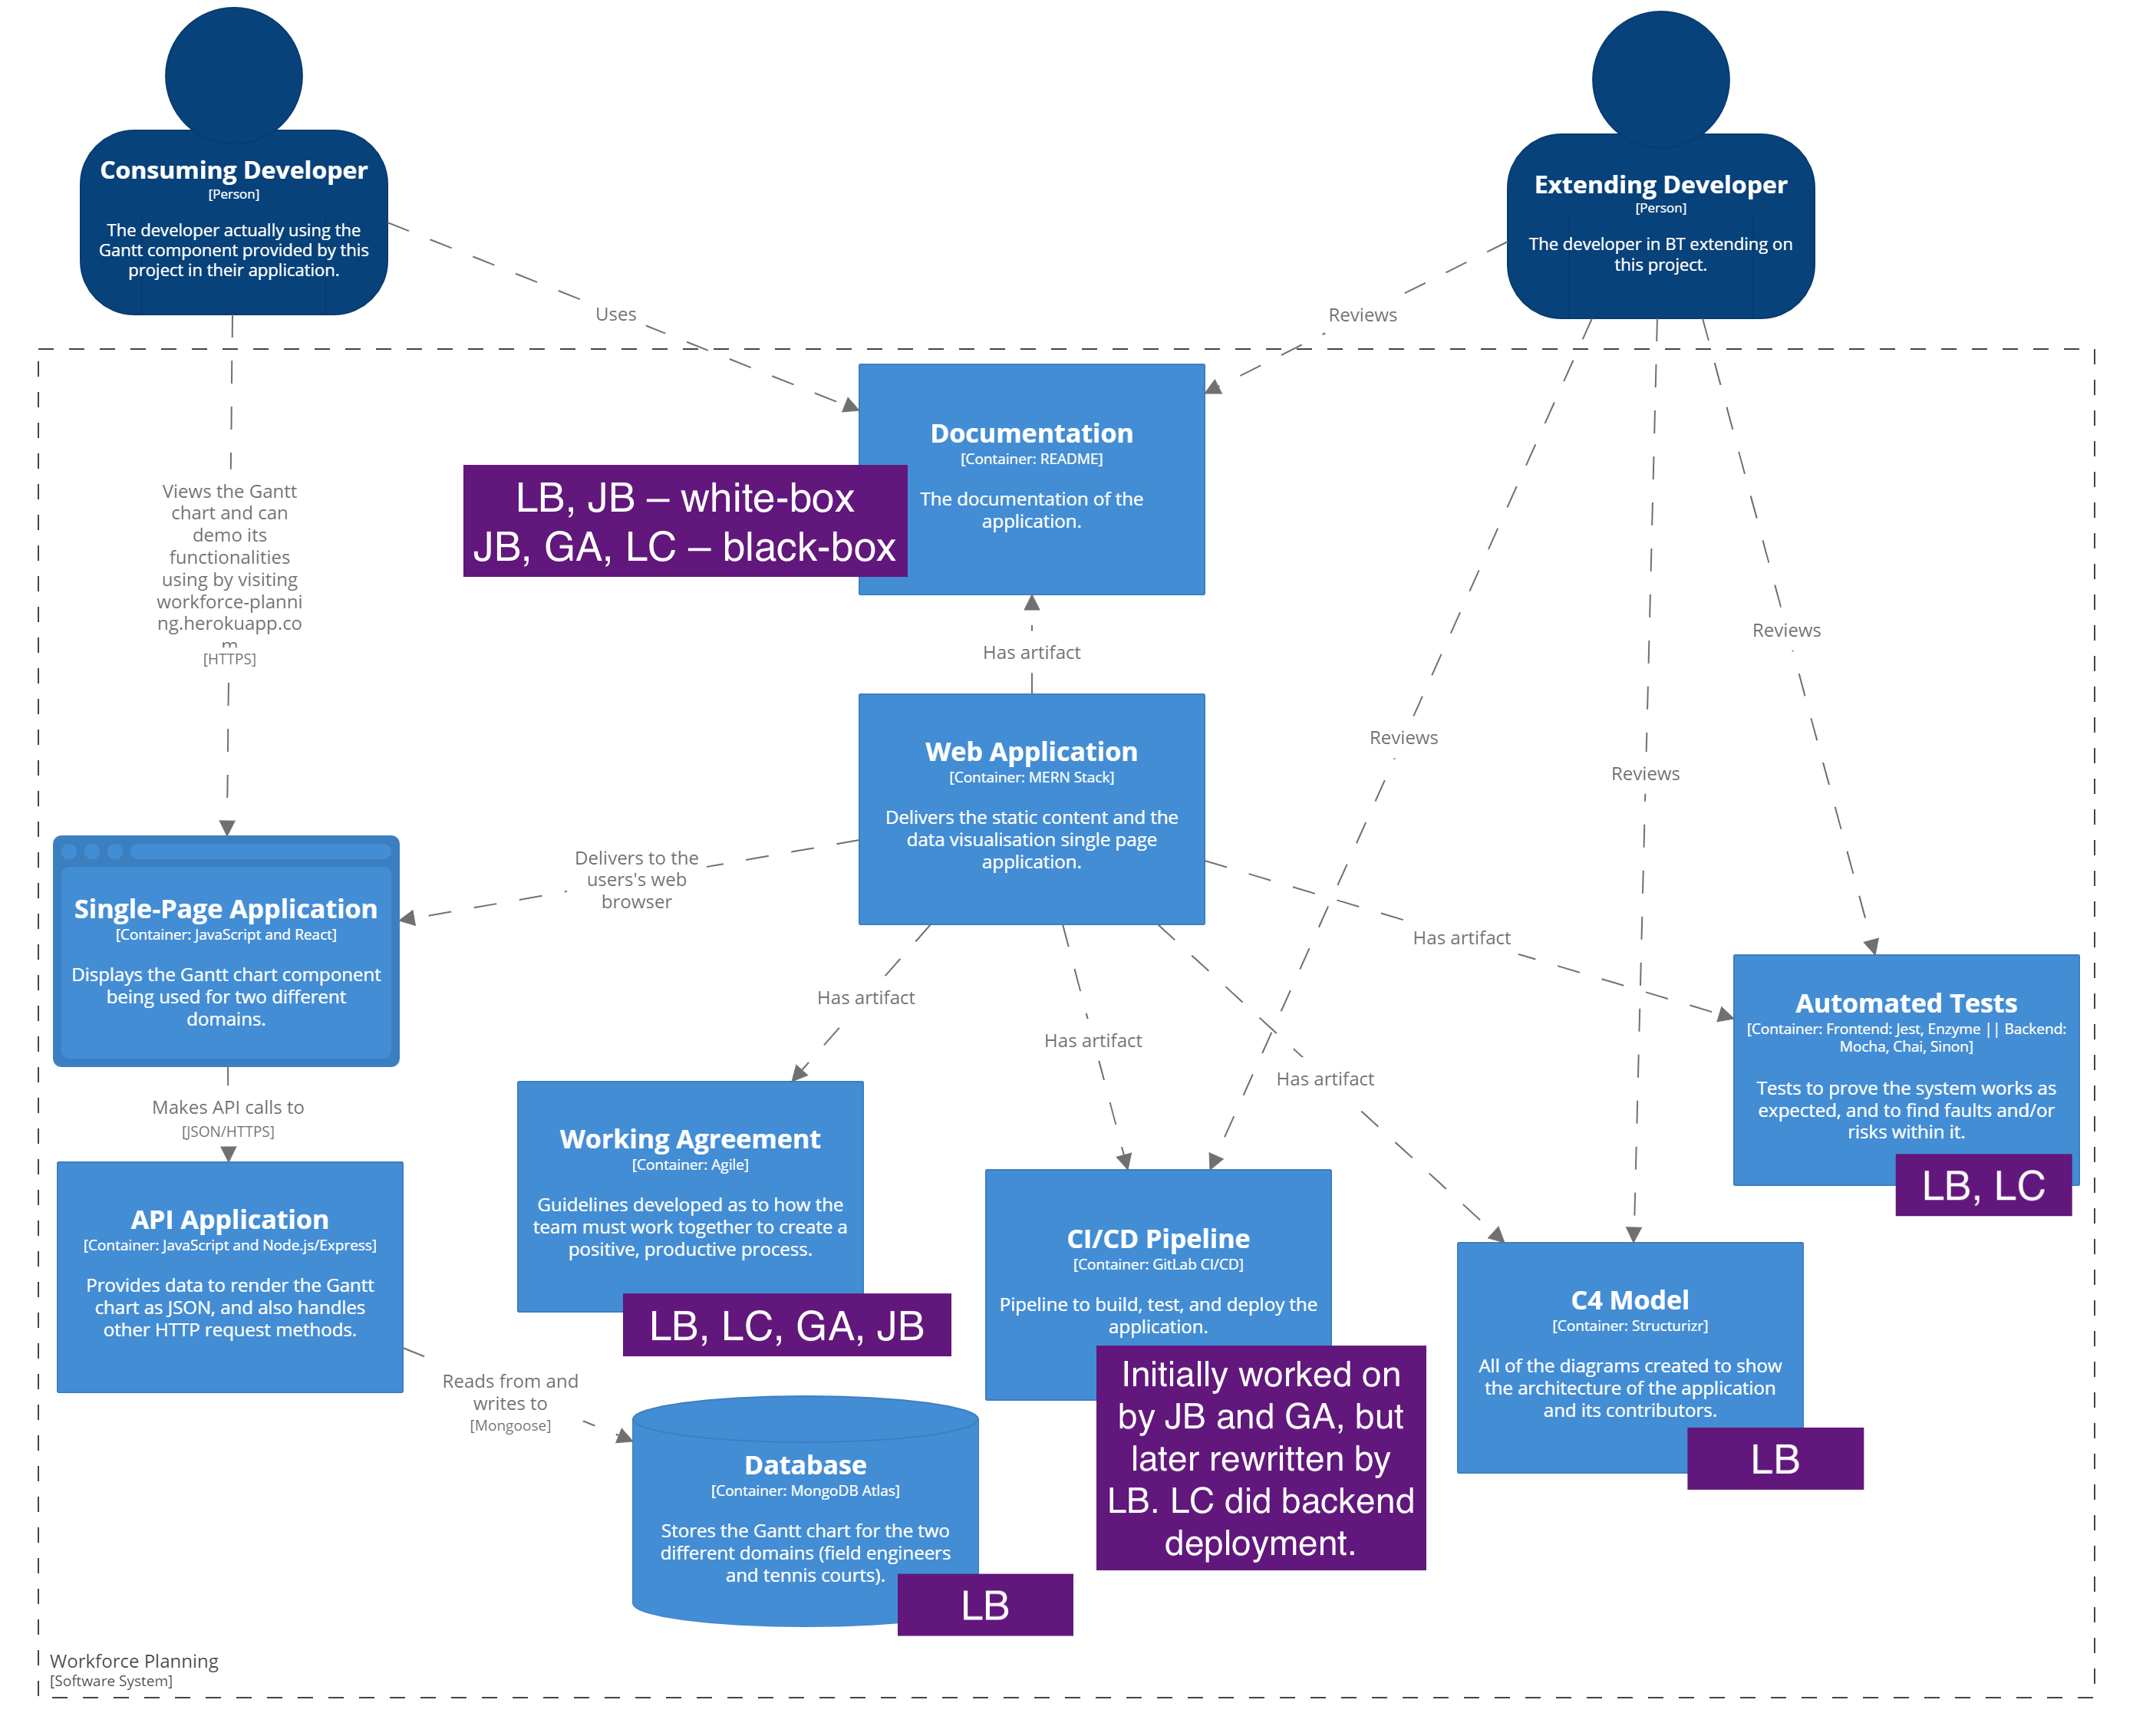 Consuming Developer
[Person]
The developer actually using the
Gantt component provided by this
project in their application.
Extending Developer
[Person]
The developer in BT extending on
this project.
Uses
Reviews
Documentation
[Container: README]
The documentation of the
application.
LB, JB – white-box
JB, GA, LC – black-box
Views the Gantt
chart and can
demo its
functionalities
using by visiting
workforce-planni
ng.herokuapp.co
m
[HTTPS]
Has artifact
Reviews
Reviews
Reviews
Web Application
[Container: MERN Stack]
Delivers the static content and the
data visualisation single page
application.
Delivers to the
users's web
browser
Single-Page Application
[Container: JavaScript and React]
Displays the Gantt chart component
being used for two different
domains.
Has artifact
Has artifact
Has artifact
Has artifact
Automated Tests
[Container: Frontend: Jest, Enzyme || Backend:
Mocha, Chai, Sinon]
Tests to prove the system works as
expected, and to find faults and/or
risks within it.
LB, LC
Makes API calls to
[JSON/HTTPS]
API Application
[Container: JavaScript and Node.js/Express]
Provides data to render the Gantt
chart as JSON, and also handles
other HTTP request methods.
Working Agreement
[Container: Agile]
Guidelines developed as to how the
team must work together to create a
positive, productive process.
LB, LC, GA, JB
CI/CD Pipeline
[Container: GitLab CI/CD]
Pipeline to build, test, and deploy the
application.
Initially worked on
by JB and GA, but
later rewritten by
LB. LC did backend
deployment.
C4 Model
[Container: Structurizr]
All of the diagrams created to show
the architecture of the application
and its contributors.
LB
Reads from and
writes to
[Mongoose]
Database
[Container: MongoDB Atlas]
Stores the Gantt chart for the two
different domains (field engineers
and tennis courts).
LB
Workforce Planning
[Software System]